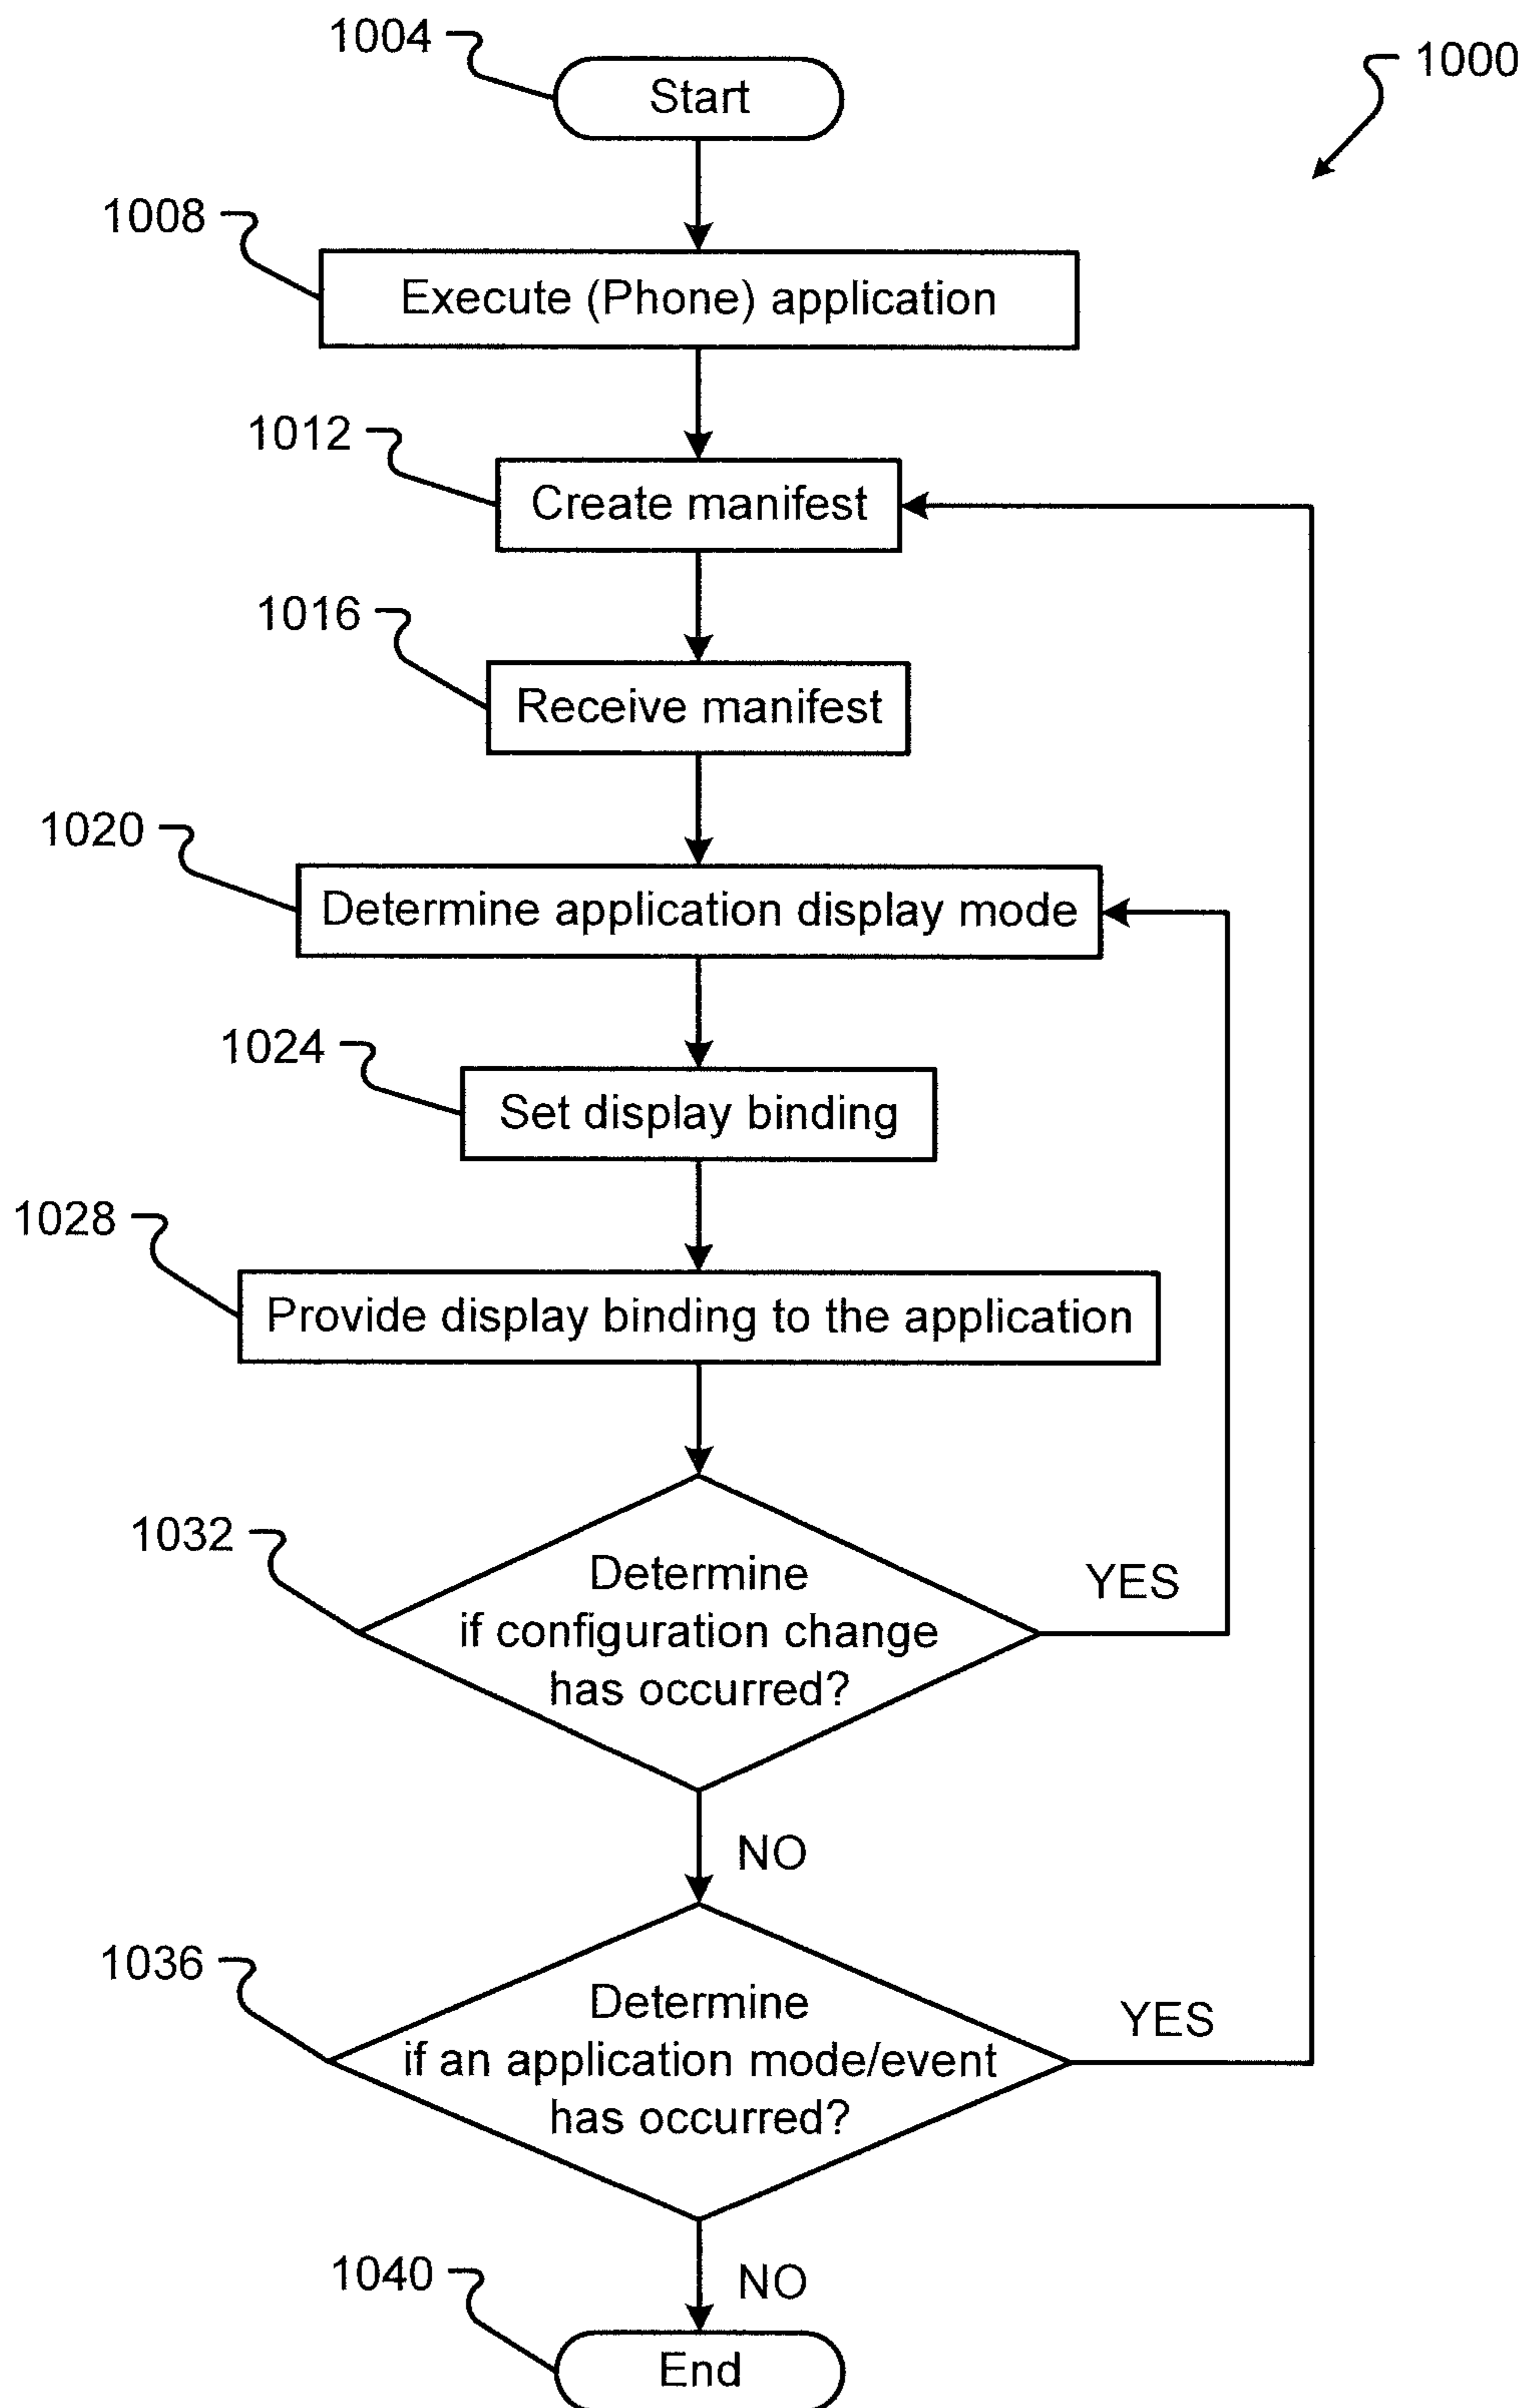 1004
Start
1000
1008
Execute (Phone) application
1012
Create manifest
1016
Receive manifest
1020
Determine application display mode
1024
Set display binding
1028
Provide display binding to the application
1032
Determine
if configuration change
has occurred?
YES
NO
1036
Determine
if an application mode/event
has occurred?
YES
NO
1040
End